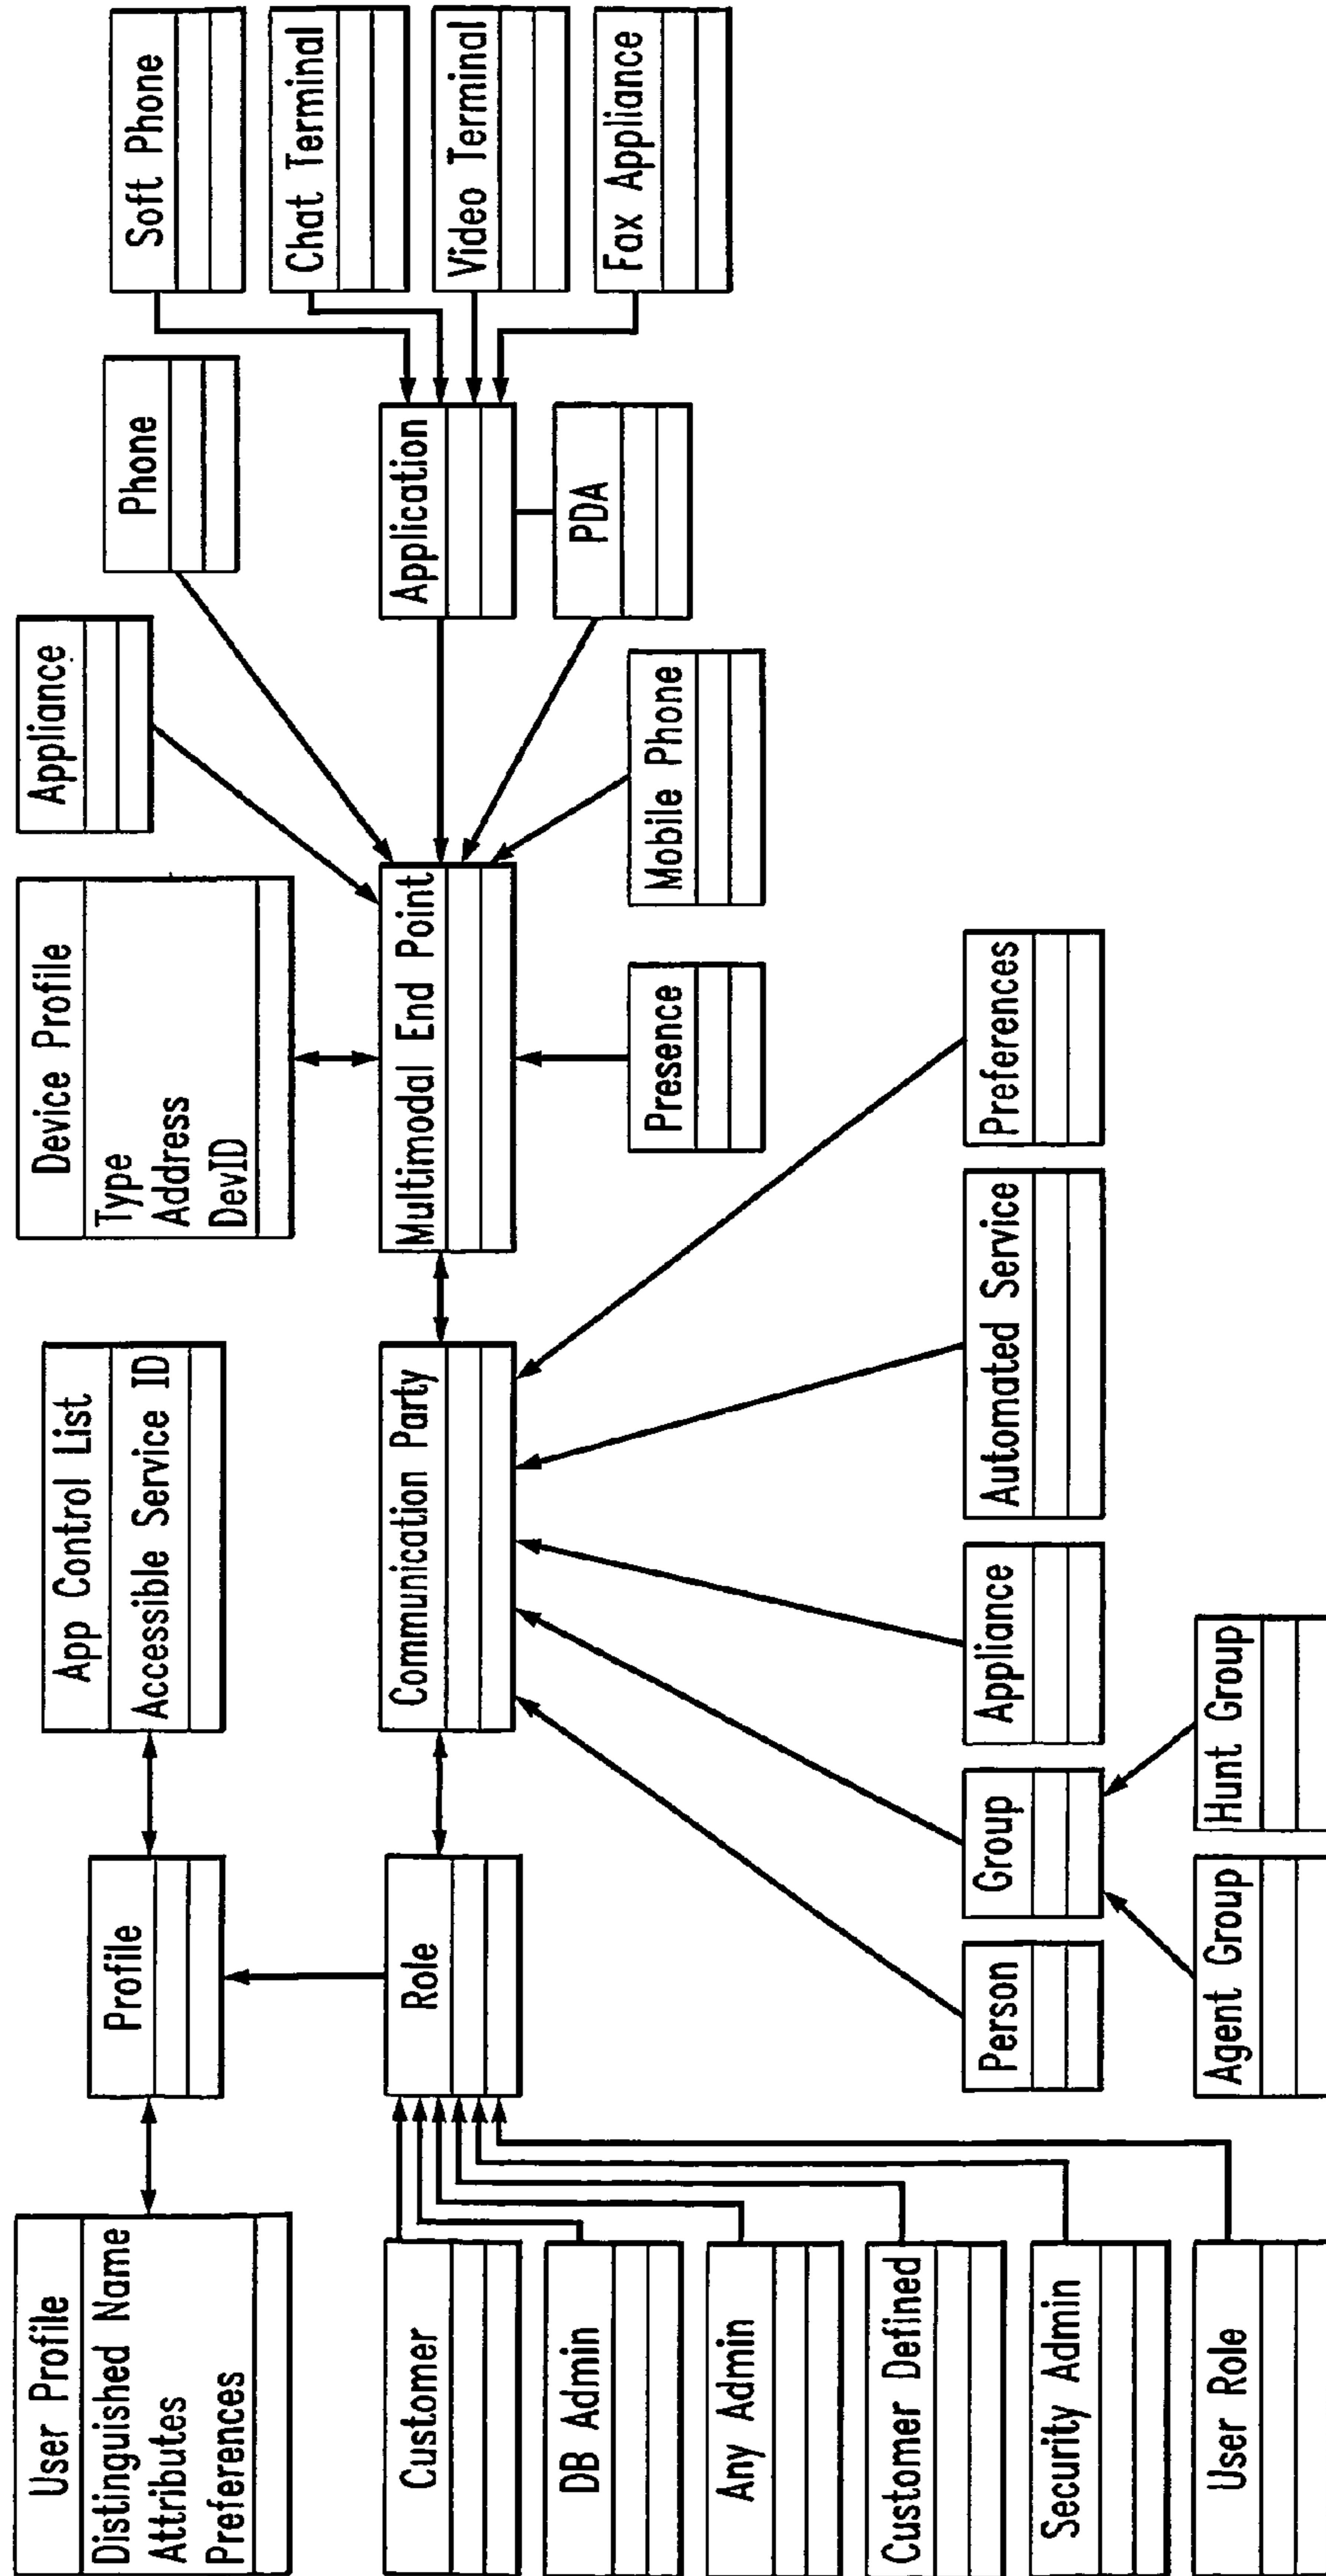 User Profile
Distinguished Name
Attributes
Preferences
Profile
App Control List
Accessible Service ID
Device Profile
Type
Address
DevID
Appliance
Phone
Soft Phone
Chat Terminal
Video Terminal
Fax Appliance
Customer
DB Admin
Any Admin
Customer Defined
Security Admin
User Role
Role
Communication Party
Multimodal End Point
Application
PDA
Presence
Mobile Phone
Person
Group
Appliance
Automated Service
Preferences
Agent Group
Hunt Group